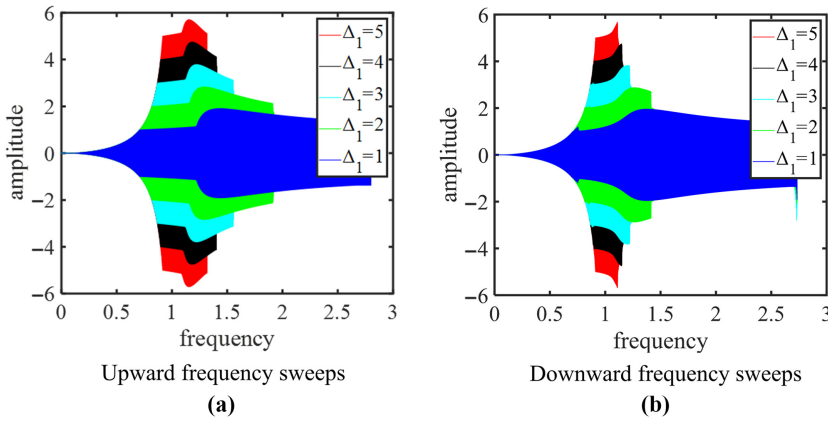 6
4
2
0
−2
−4
−6
amplitude
Δ1=5
Δ1=4
Δ1=3
Δ1=2
Δ1=1
0 0.5 1 1.5 2 2.5 3
frequency
Upward frequency sweeps
(a)
6
4
2
0
−2
−4
−6
amplitude
Δ1=5
Δ1=4
Δ1=3
Δ1=2
Δ1=1
0 0.5 1 1.5 2 2.5 3
frequency
Downward frequency sweeps
(b)